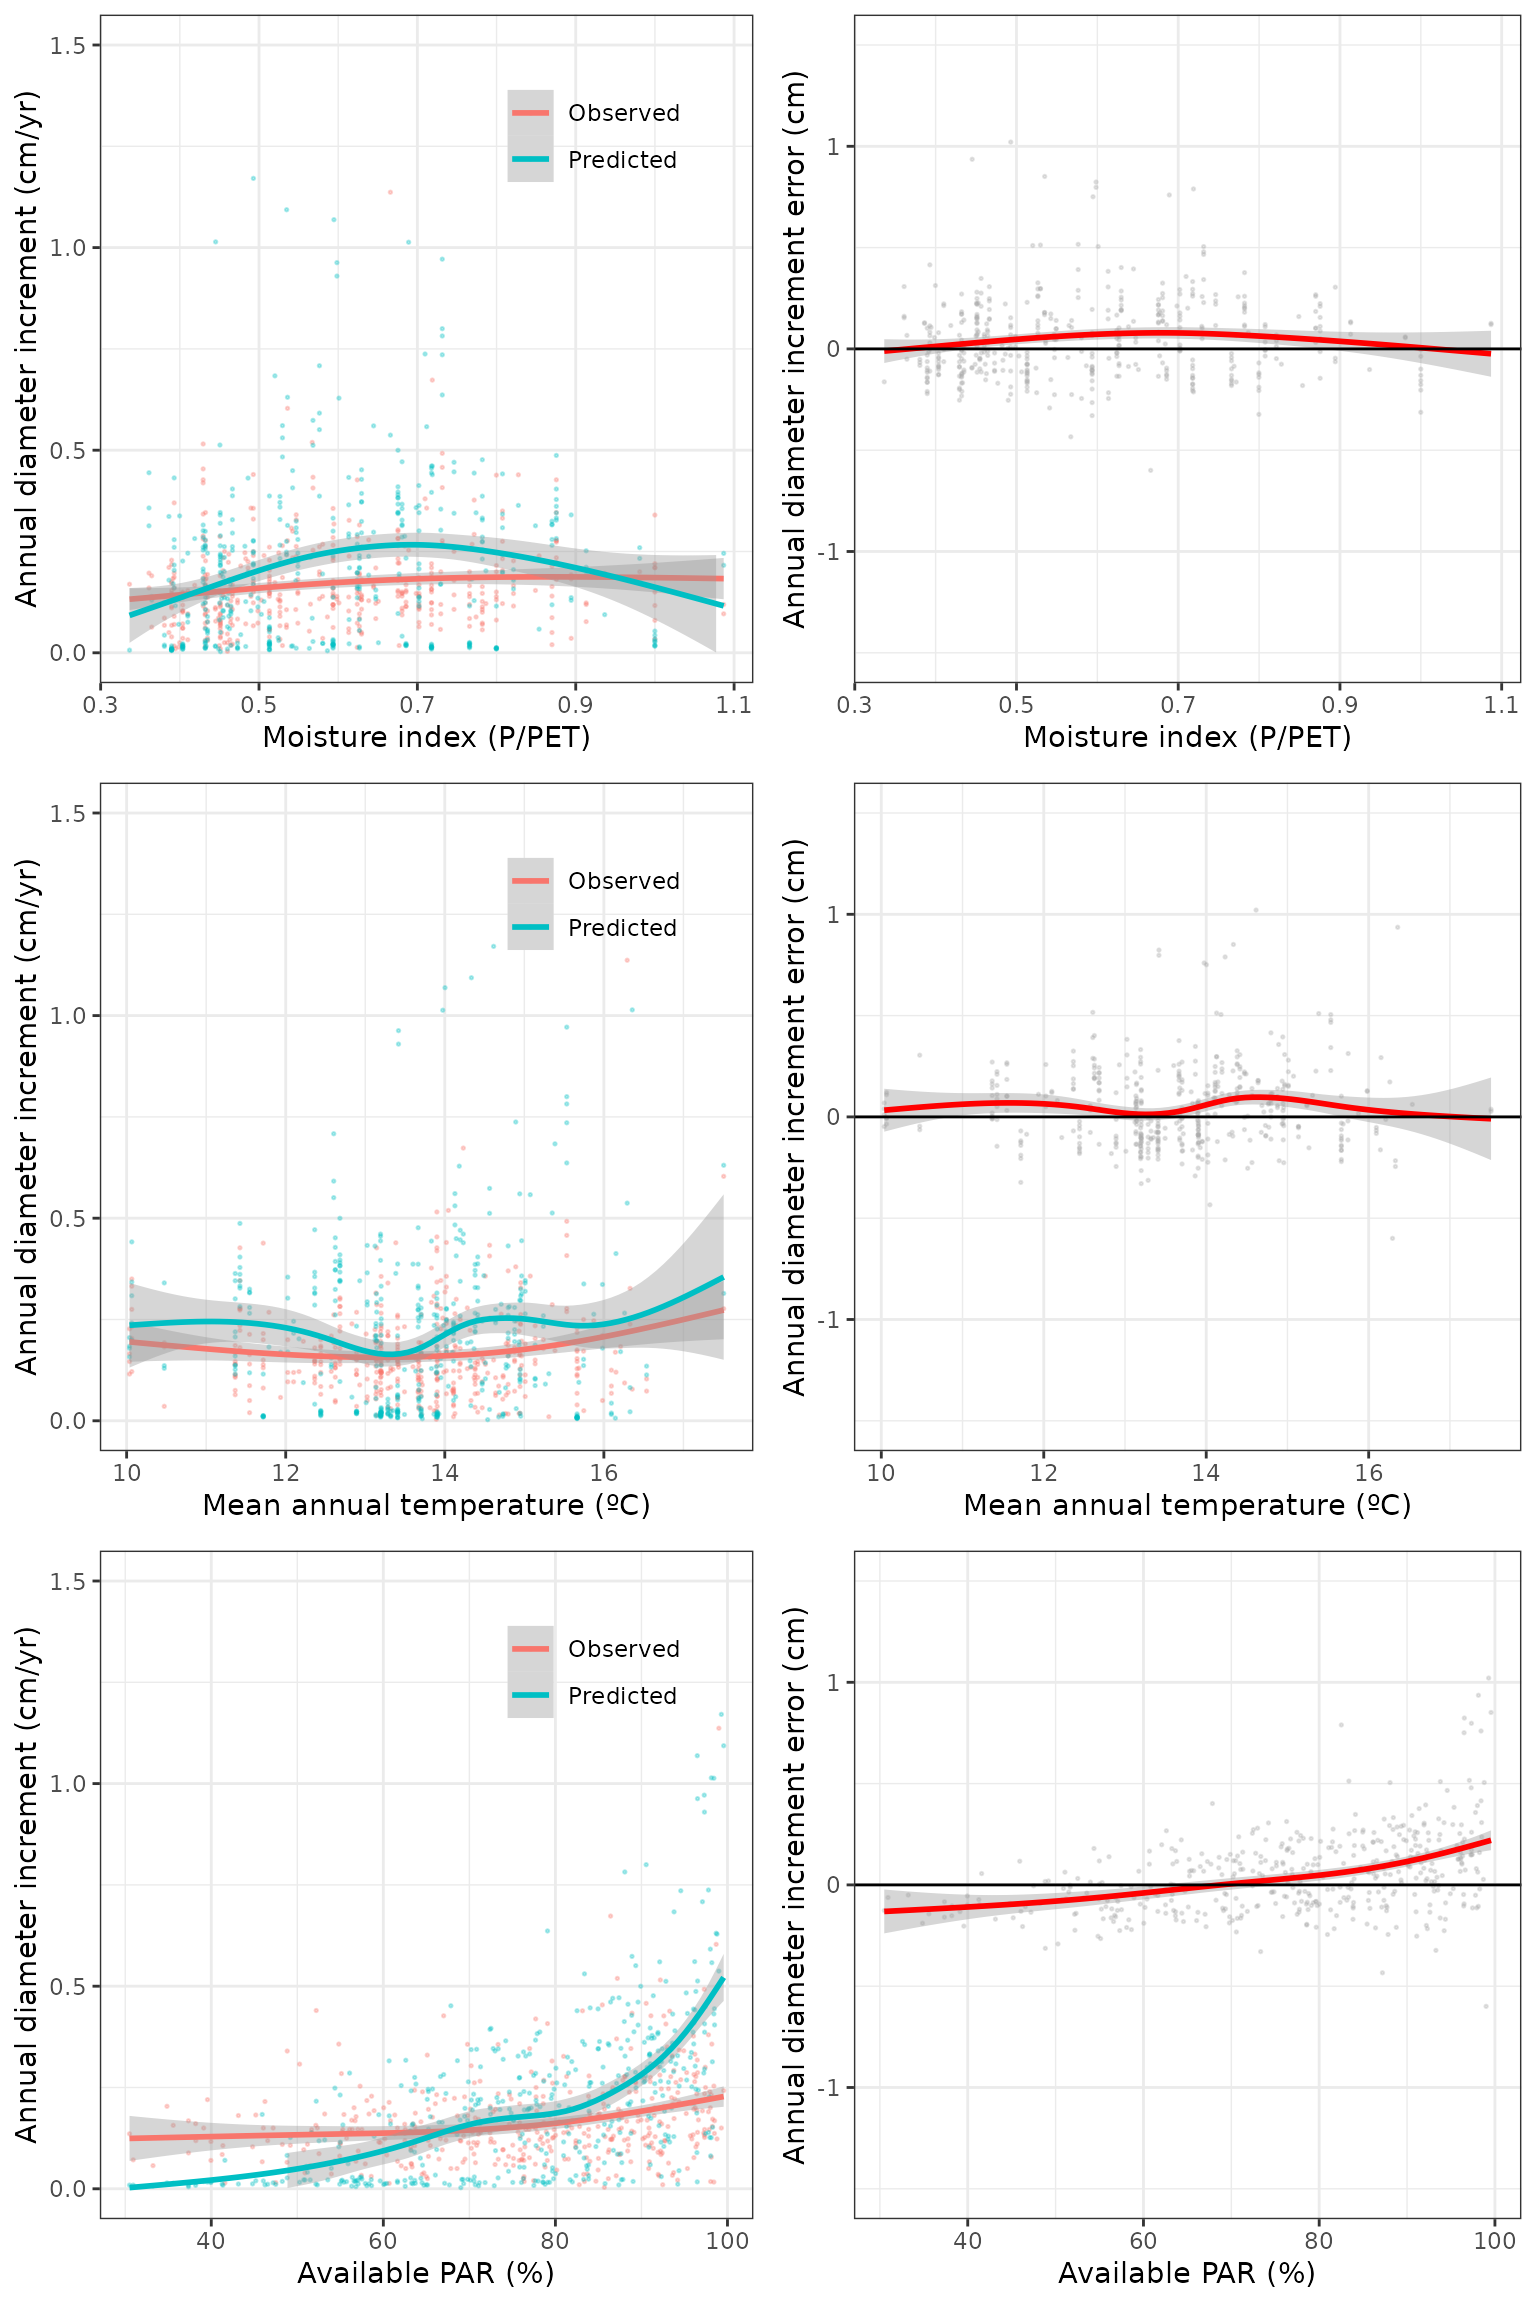 Annual diameter increment (cm/yr)
1.5
1.0
0.5
0.0
Observed
Predicted
0.3 0.5 0.7 0.9 1.1
Moisture index (P/PET)
Annual diameter increment error (cm)
1
0
-1
0.3 0.5 0.7 0.9 1.1
Moisture index (P/PET)
Annual diameter increment (cm/yr)
1.5
1.0
0.5
0.0
Observed
Predicted
10 12 14 16
Mean annual temperature (ºC)
Annual diameter increment error (cm)
1
0
-1
10 12 14 16
Mean annual temperature (ºC)
Annual diameter increment (cm/yr)
1.5
1.0
0.5
0.0
Observed
Predicted
40 60 80 100
Available PAR (%)
Annual diameter increment error (cm)
1
0
-1
40 60 80 100
Available PAR (%)